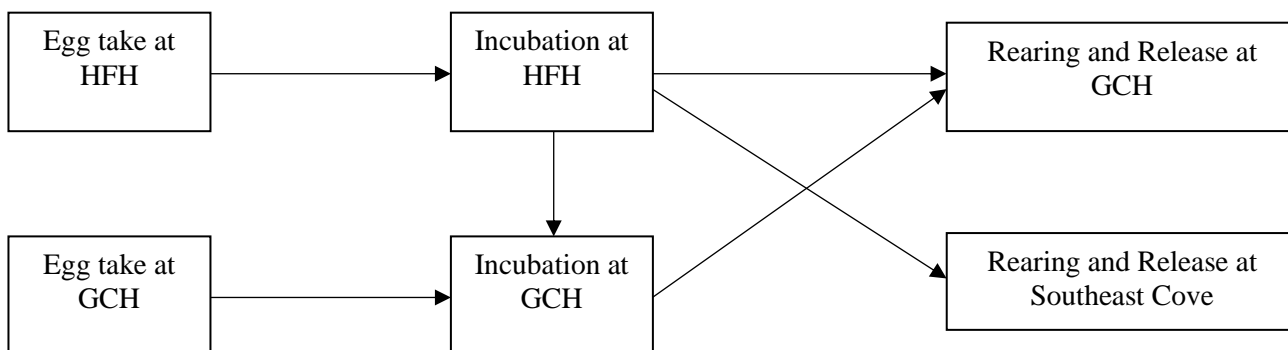 Egg take at
HFH
Incubation at
HFH
Rearing and Release at
GCH
Egg take at
GCH
Incubation at
GCH
Rearing and Release at
Southeast Cove